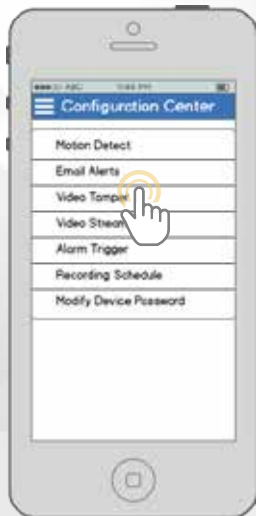 Configuration Center
Motion Detect
Email Alerts
Video Tamper
Video Stream
Alarm Trigger
Recording Schedule
Modify Device Password